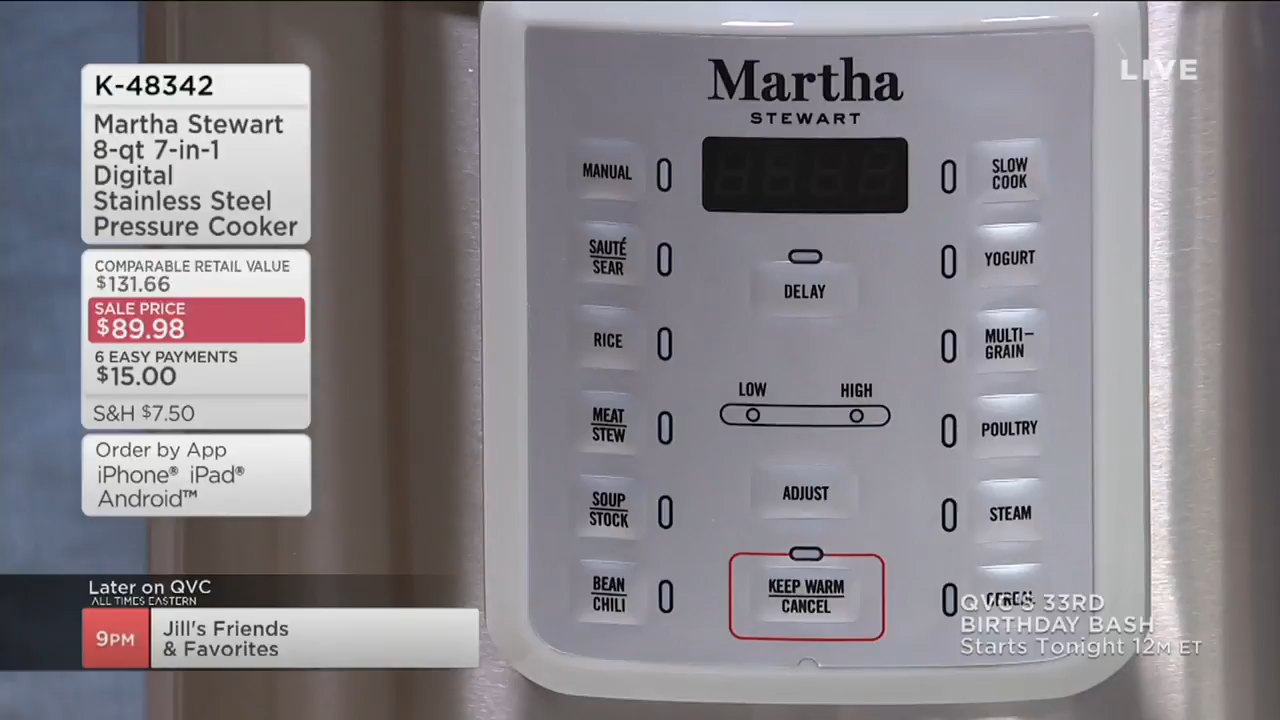 K-48342
Martha Stewart
8-qt 7-in-1
Digital
Stainless Steel
Pressure Cooker
COMPARABLE RETAIL VALUE
$131.66
SALE PRICE
$89.98
6 EASY PAYMENTS
$15.00
S&H $7.50
Order by App
iPhone® iPad®
Android™
Later on QVC
ALL TIMES EASTERN
9PM
Jill's Friends
& Favorites
LIVE
Martha
STEWART
MANUAL
SAUTÉ
SEAR
RICE
MEAT
STEW
SOUP
STOCK
BEAN
CHILI
DELAY
LOW HIGH
ADJUST
KEEP WARM
CANCEL
SLOW
COOK
YOGURT
MULTI-
GRAIN
POULTRY
STEAM
CEREAL
QVC'S 33RD
BIRTHDAY BASH
Starts Tonight 12M ET